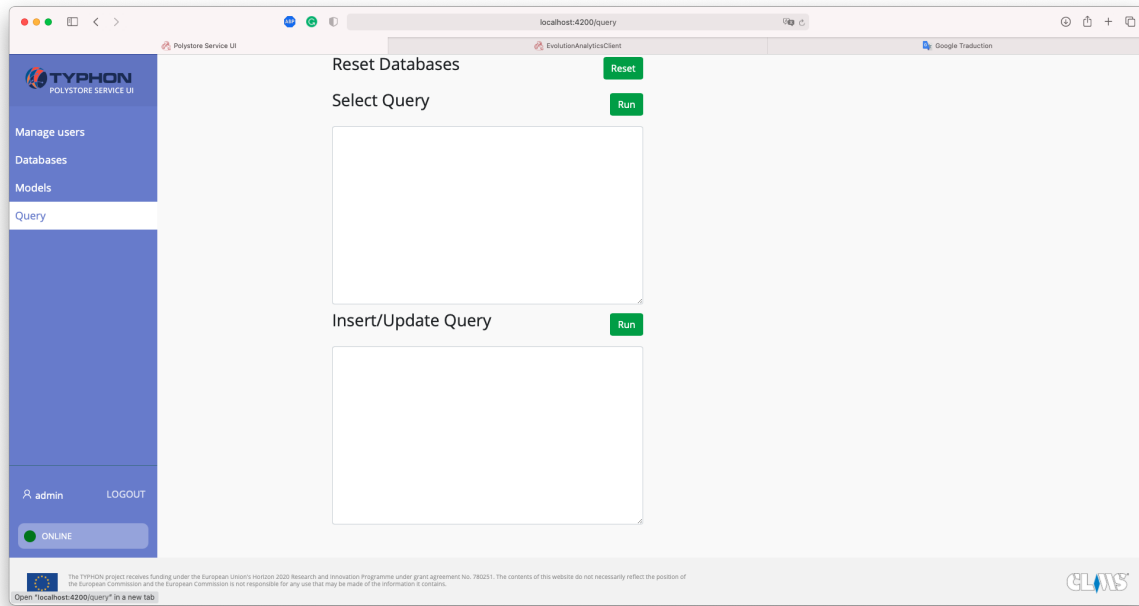 localhost:4200/query
Polystore Service UI
EvolutionAnalyticsClient
Google Traduction
TYPHON
POLYSTORE SERVICE UI
Manage users
Databases
Models
Query
Reset Databases
Reset
Select Query
Run
Insert/Update Query
Run
admin
LOGOUT
ONLINE
The TYPHON project receives funding under the European Union's Horizon 2020 Research and Innovation Programme under grant agreement No. 780251. The contents of this website do not necessarily reflect the position of
the European Commission and the European Commission is not responsible for any use that may be made of the information it contains.
CLMS
Open "localhost:4200/query" in a new tab